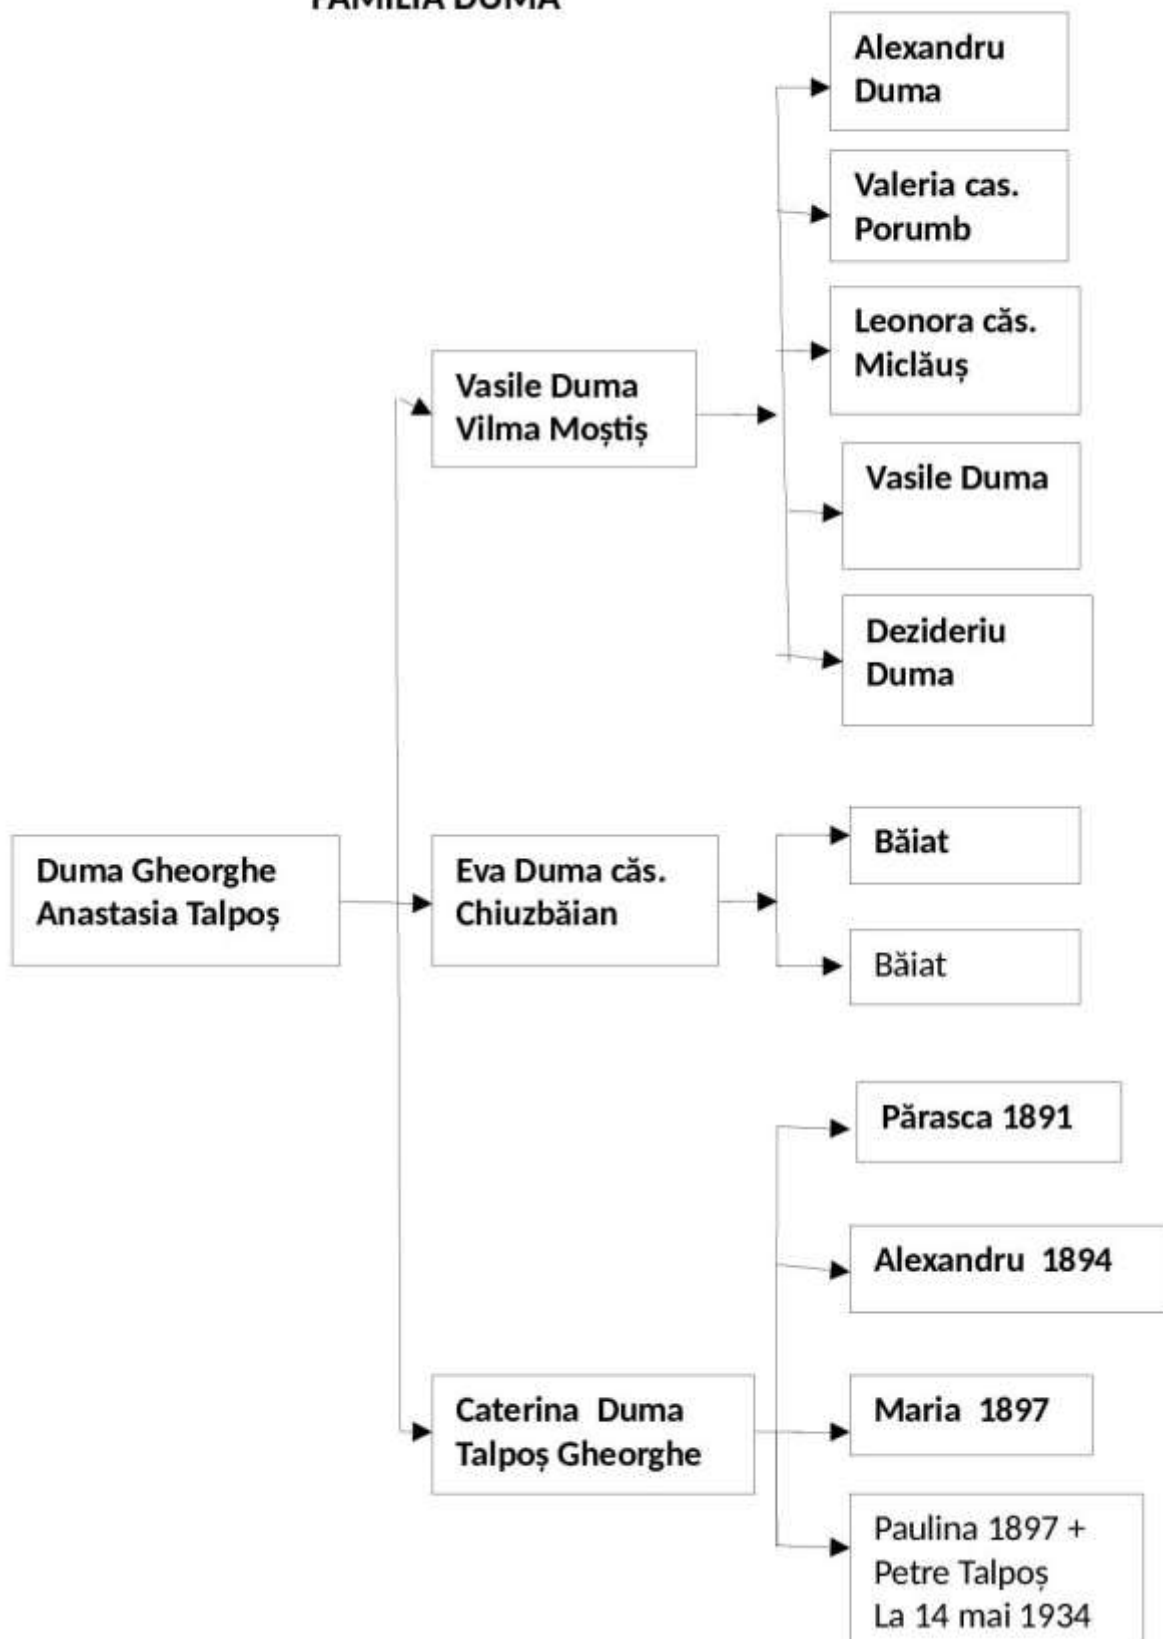 FAMILIA DUMA
Alexandru
Duma
Valeria cas.
Porumb
Leonora căs.
Miclăuș
Vasile Duma
Vilma Moștiș
Vasile Duma
Dezideriu
Duma
Duma Gheorghe
Anastasia Talpoș
Eva Duma căs.
Chiuzbăian
Băiat
Băiat
Părasca 1891
Alexandru 1894
Caterina Duma
Talpoș Gheorghe
Maria 1897
Paulina 1897 +
Petre Talpoș
La 14 mai 1934